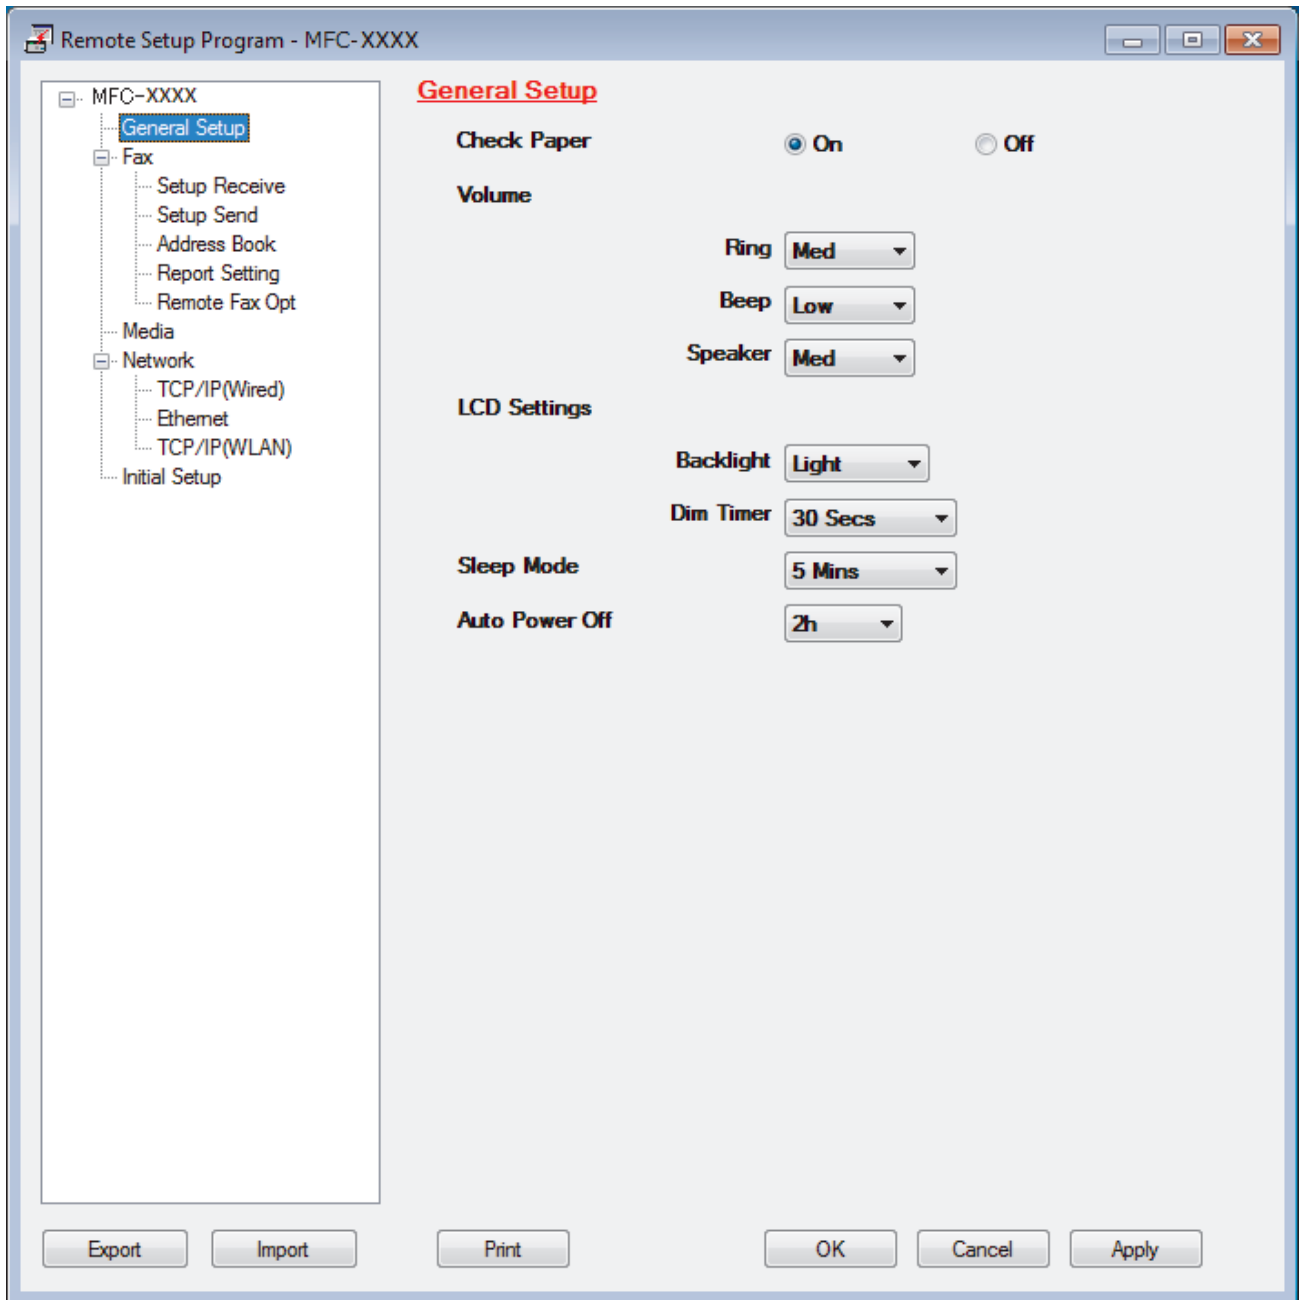 Remote Setup Program - MFC-XXXX
MFC-XXXX
General Setup
Fax
Setup Receive
Setup Send
Address Book
Report Setting
Remote Fax Opt
Media
Network
TCP/IP(Wired)
Ethernet
TCP/IP(WLAN)
Initial Setup
General Setup
Check Paper On Off
Volume
Ring Med
Beep Low
Speaker Med
LCD Settings
Backlight Light
Dim Timer 30 Secs
Sleep Mode 5 Mins
Auto Power Off 2h
Export Import Print OK Cancel Apply